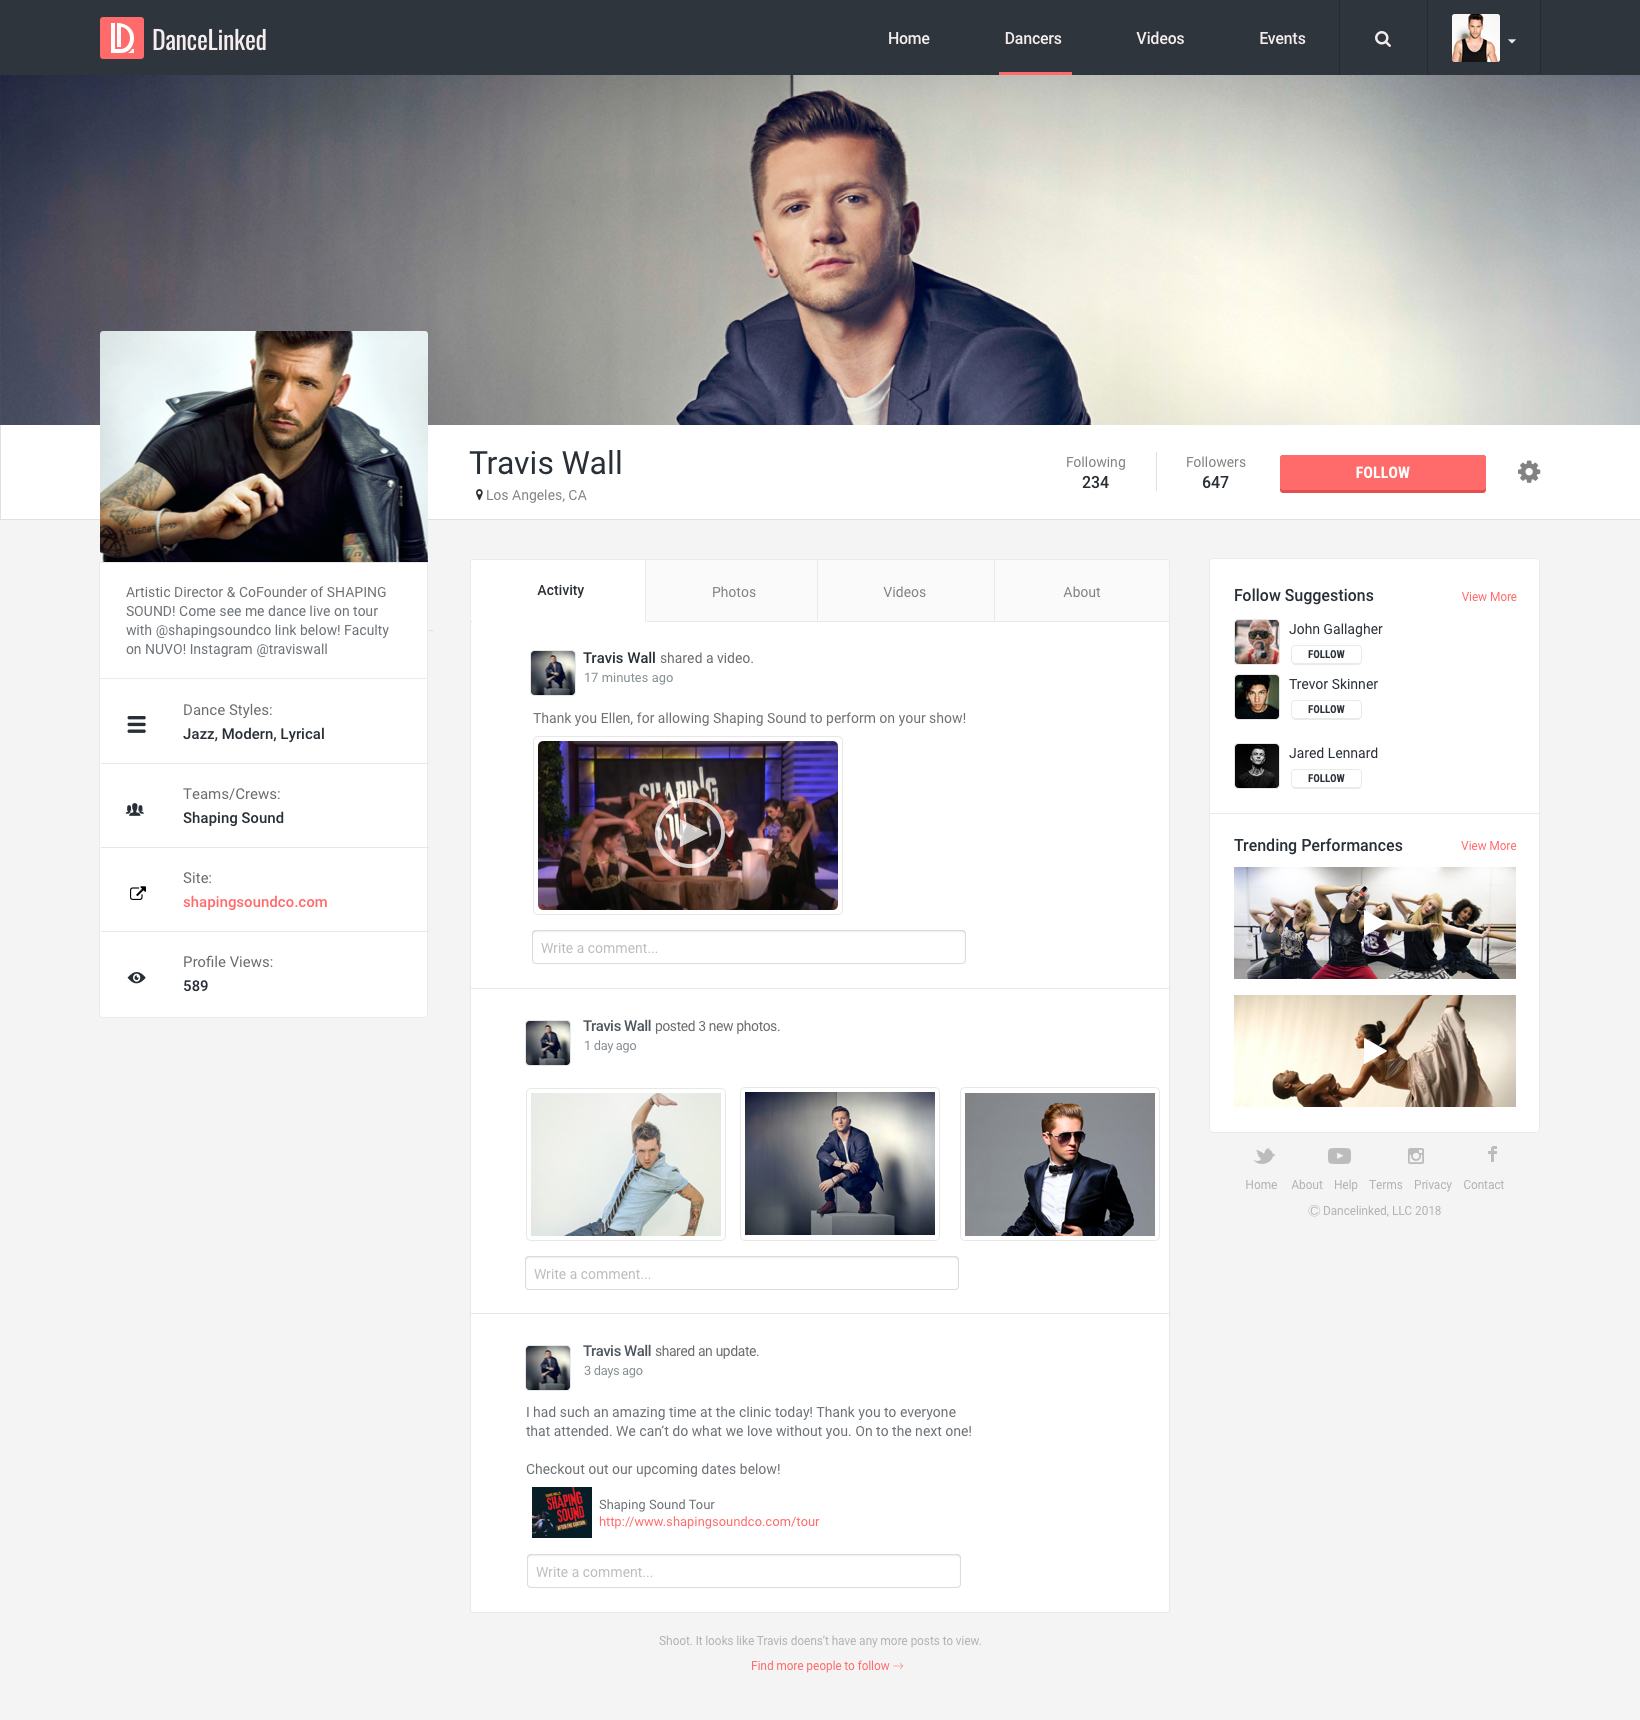 DanceLinked
Home
Dancers
Videos
Events
Travis Wall
Los Angeles, CA
Following
234
Followers
647
FOLLOW
Artistic Director & CoFounder of SHAPING
SOUND! Come see me dance live on tour
with @shapingsoundco link below! Faculty
on NUVO! Instagram @traviswall
Dance Styles:
Jazz, Modern, Lyrical
Teams/Crews:
Shaping Sound
Site:
shapingsoundco.com
Profile Views:
589
Activity
Photos
Videos
About
Travis Wall shared a video.
17 minutes ago
Thank you Ellen, for allowing Shaping Sound to perform on your show!
SHAPING
Write a comment...
Travis Wall posted 3 new photos.
1 day ago
Write a comment...
Travis Wall shared an update.
3 days ago
I had such an amazing time at the clinic today! Thank you to everyone
that attended. We can't do what we love without you. On to the next one!
Checkout out our upcoming dates below!
SHAPING
SOUND
Shaping Sound Tour
http://www.shapingsoundco.com/tour
Write a comment...
Shoot. It looks like Travis doens't have any more posts to view.
Find more people to follow →
Follow Suggestions
View More
John Gallagher
FOLLOW
Trevor Skinner
FOLLOW
Jared Lennard
FOLLOW
Trending Performances
View More
Home
About
Help
Terms
Privacy
Contact
© Dancelinked, LLC 2018